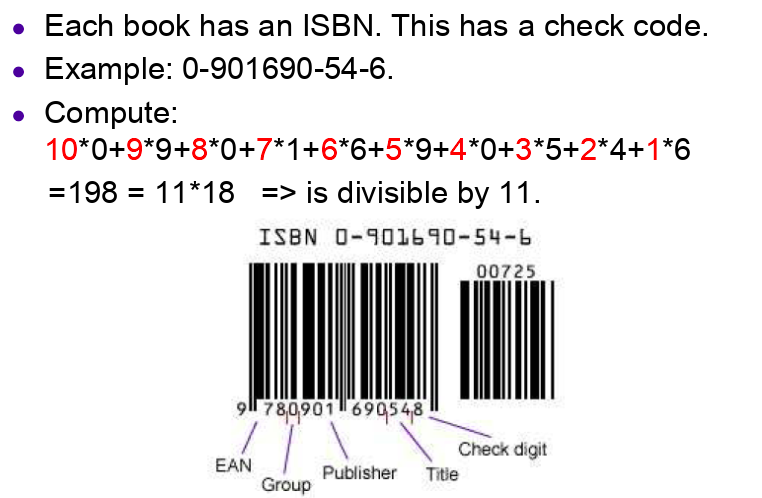 • Each book has an ISBN. This has a check code.
• Example: 0-901690-54-6.
• Compute:
10*0+9*9+8*0+7*1+6*6+5*9+4*0+3*5+2*4+1*6
=198 = 11*18 => is divisible by 11.
ISBN 0-901690-54-6
00725
9 780901 690548
EAN
Group
Publisher
Title
Check digit